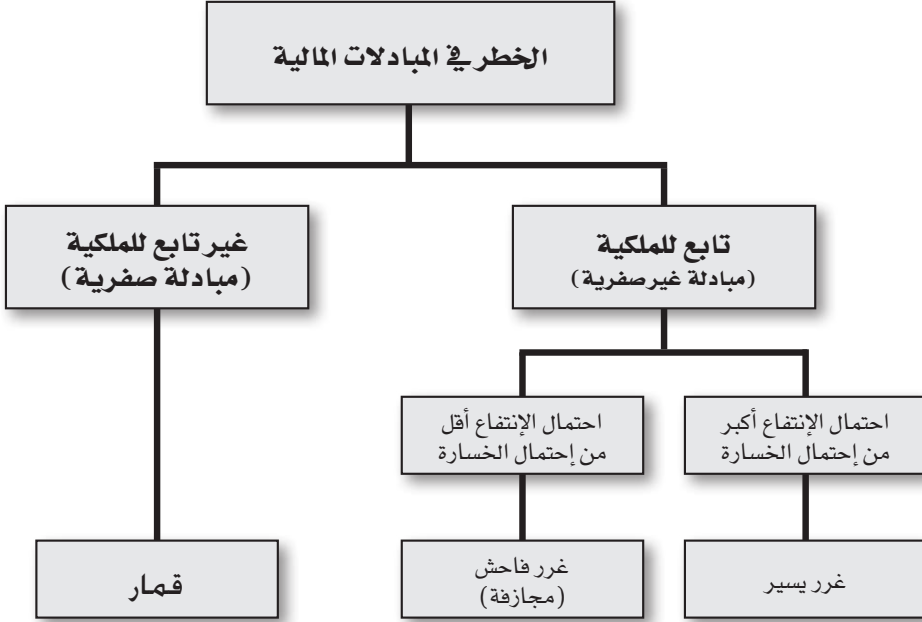 الخطر في المبادلات المالية
تابع للملكية
(مبادلة غير صفرية)
غير تابع للملكية
(مبادلة صفرية)
احتمال الإنتفاع أكبر
من إحتمال الخسارة
احتمال الإنتفاع أقل
من إحتمال الخسارة
غرر يسير
غرر فاحش
(مجازفة)
قمار